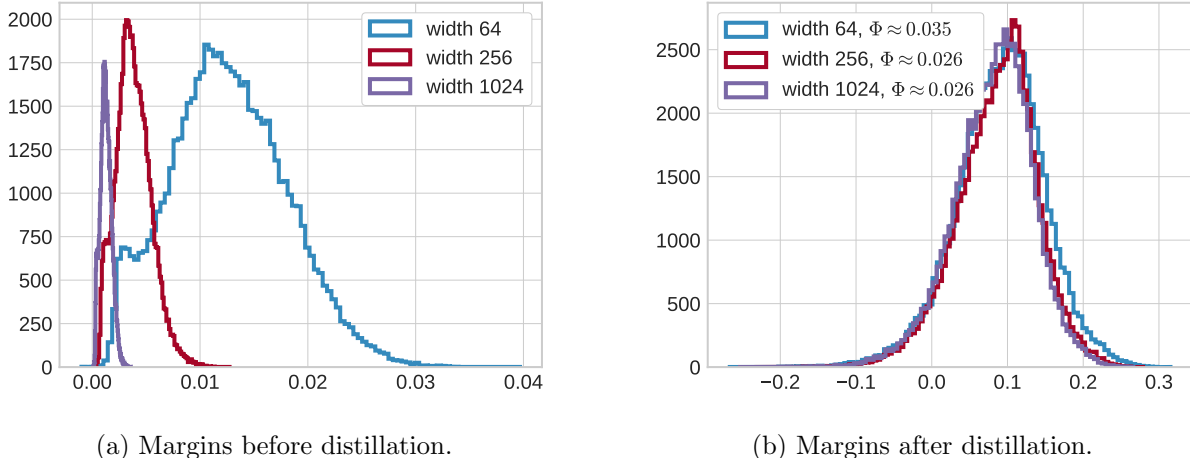 2000
1750
1500
1250
1000
750
500
250
0
0.00 0.01 0.02 0.03 0.04
width 64
width 256
width 1024
(a) Margins before distillation.
2500
2000
1500
1000
500
0
−0.2 −0.1 0.0 0.1 0.2 0.3
width 64, Φ ≈ 0.035
width 256, Φ ≈ 0.026
width 1024, Φ ≈ 0.026
(b) Margins after distillation.